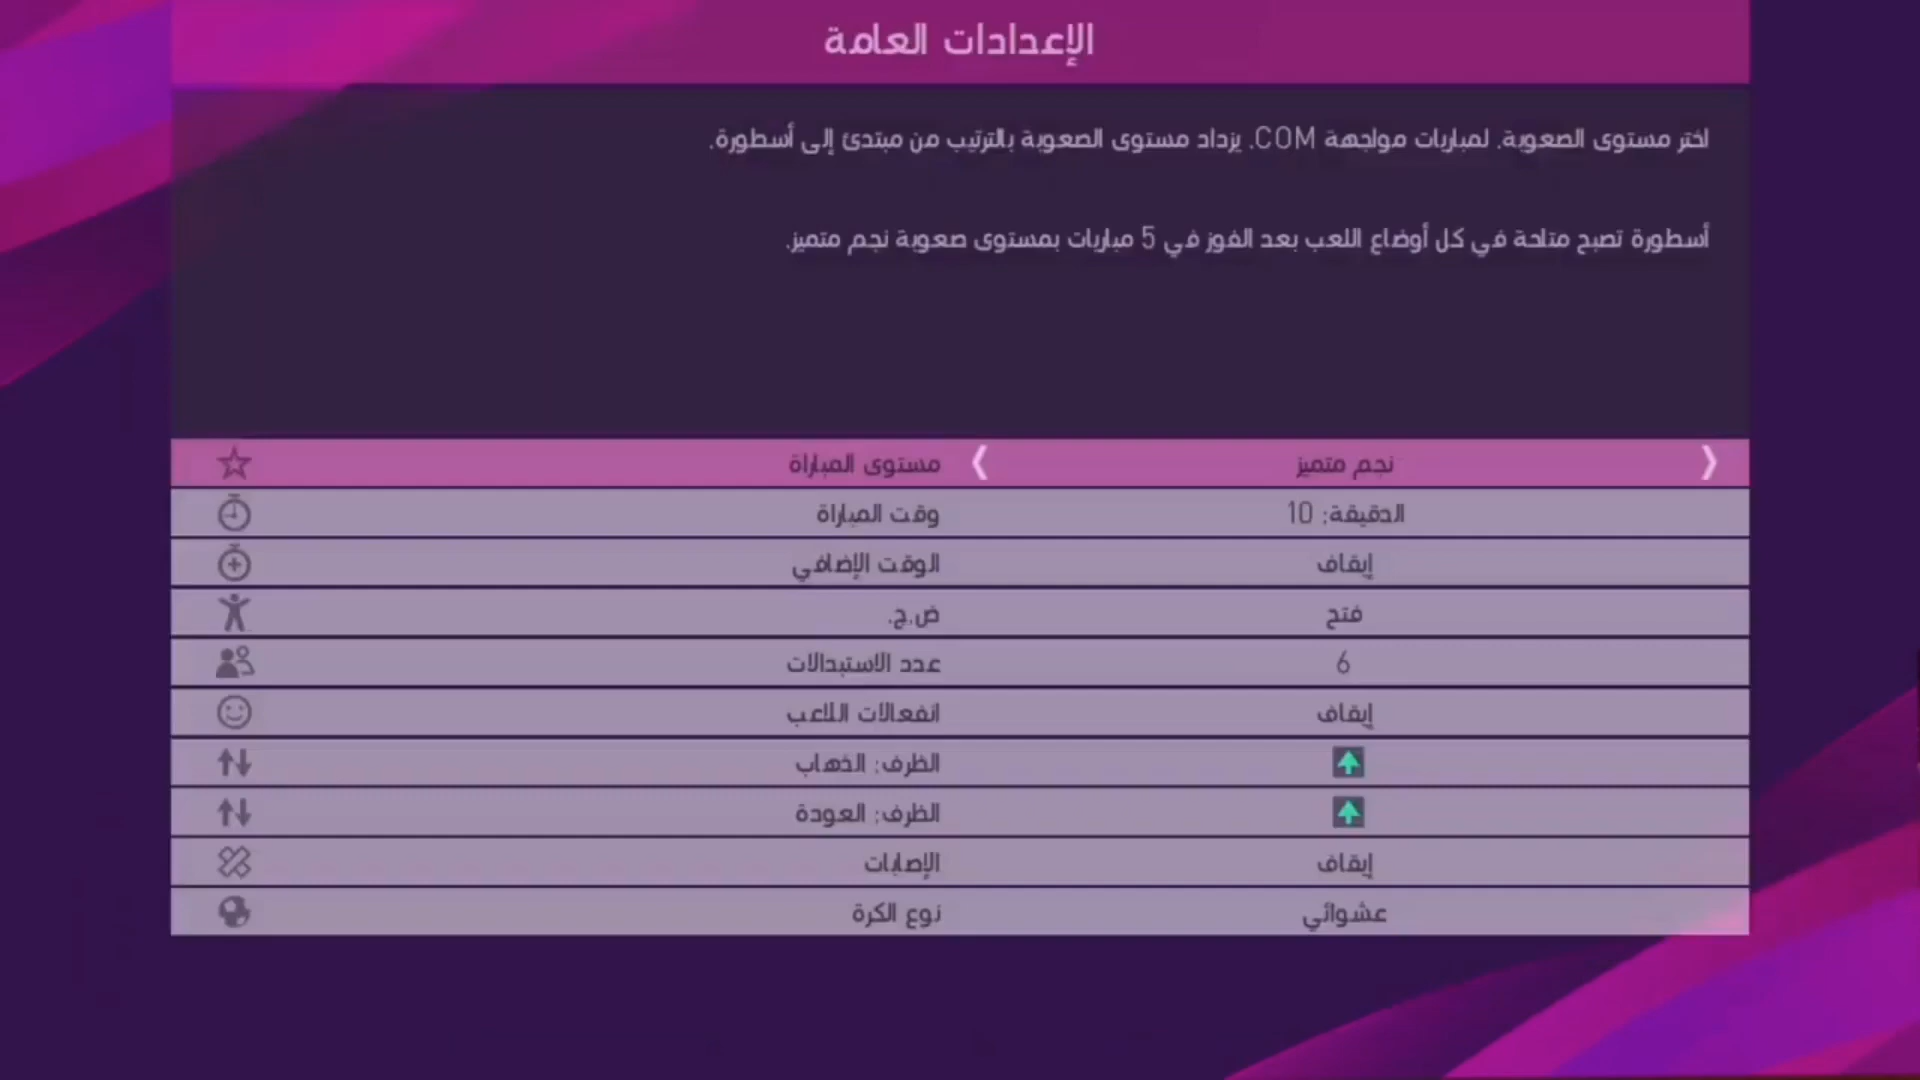 الإعدادات العامة
اختر مستوى الصعوبة. لمباريات مواجهة COM. يزداد مستوى الصعوبة بالترتيب من مبتدئ إلى أسطورة.
أسطورة تصبح متاحة في كل أوضاع اللعب بعد الفوز في 5 مباريات بمستوى صعوبة نجم متميز.
نجم متميز مستوى المباراة
الدقيقة: 10 وقت المباراة
إيقاف الوقت الإضافي
فتح ض.ج.
6 عدد الاستبدالات
إيقاف انفعالات اللاعب
الظرف: الذهاب
الظرف: العودة
إيقاف الإصابات
عشوائي نوع الكرة